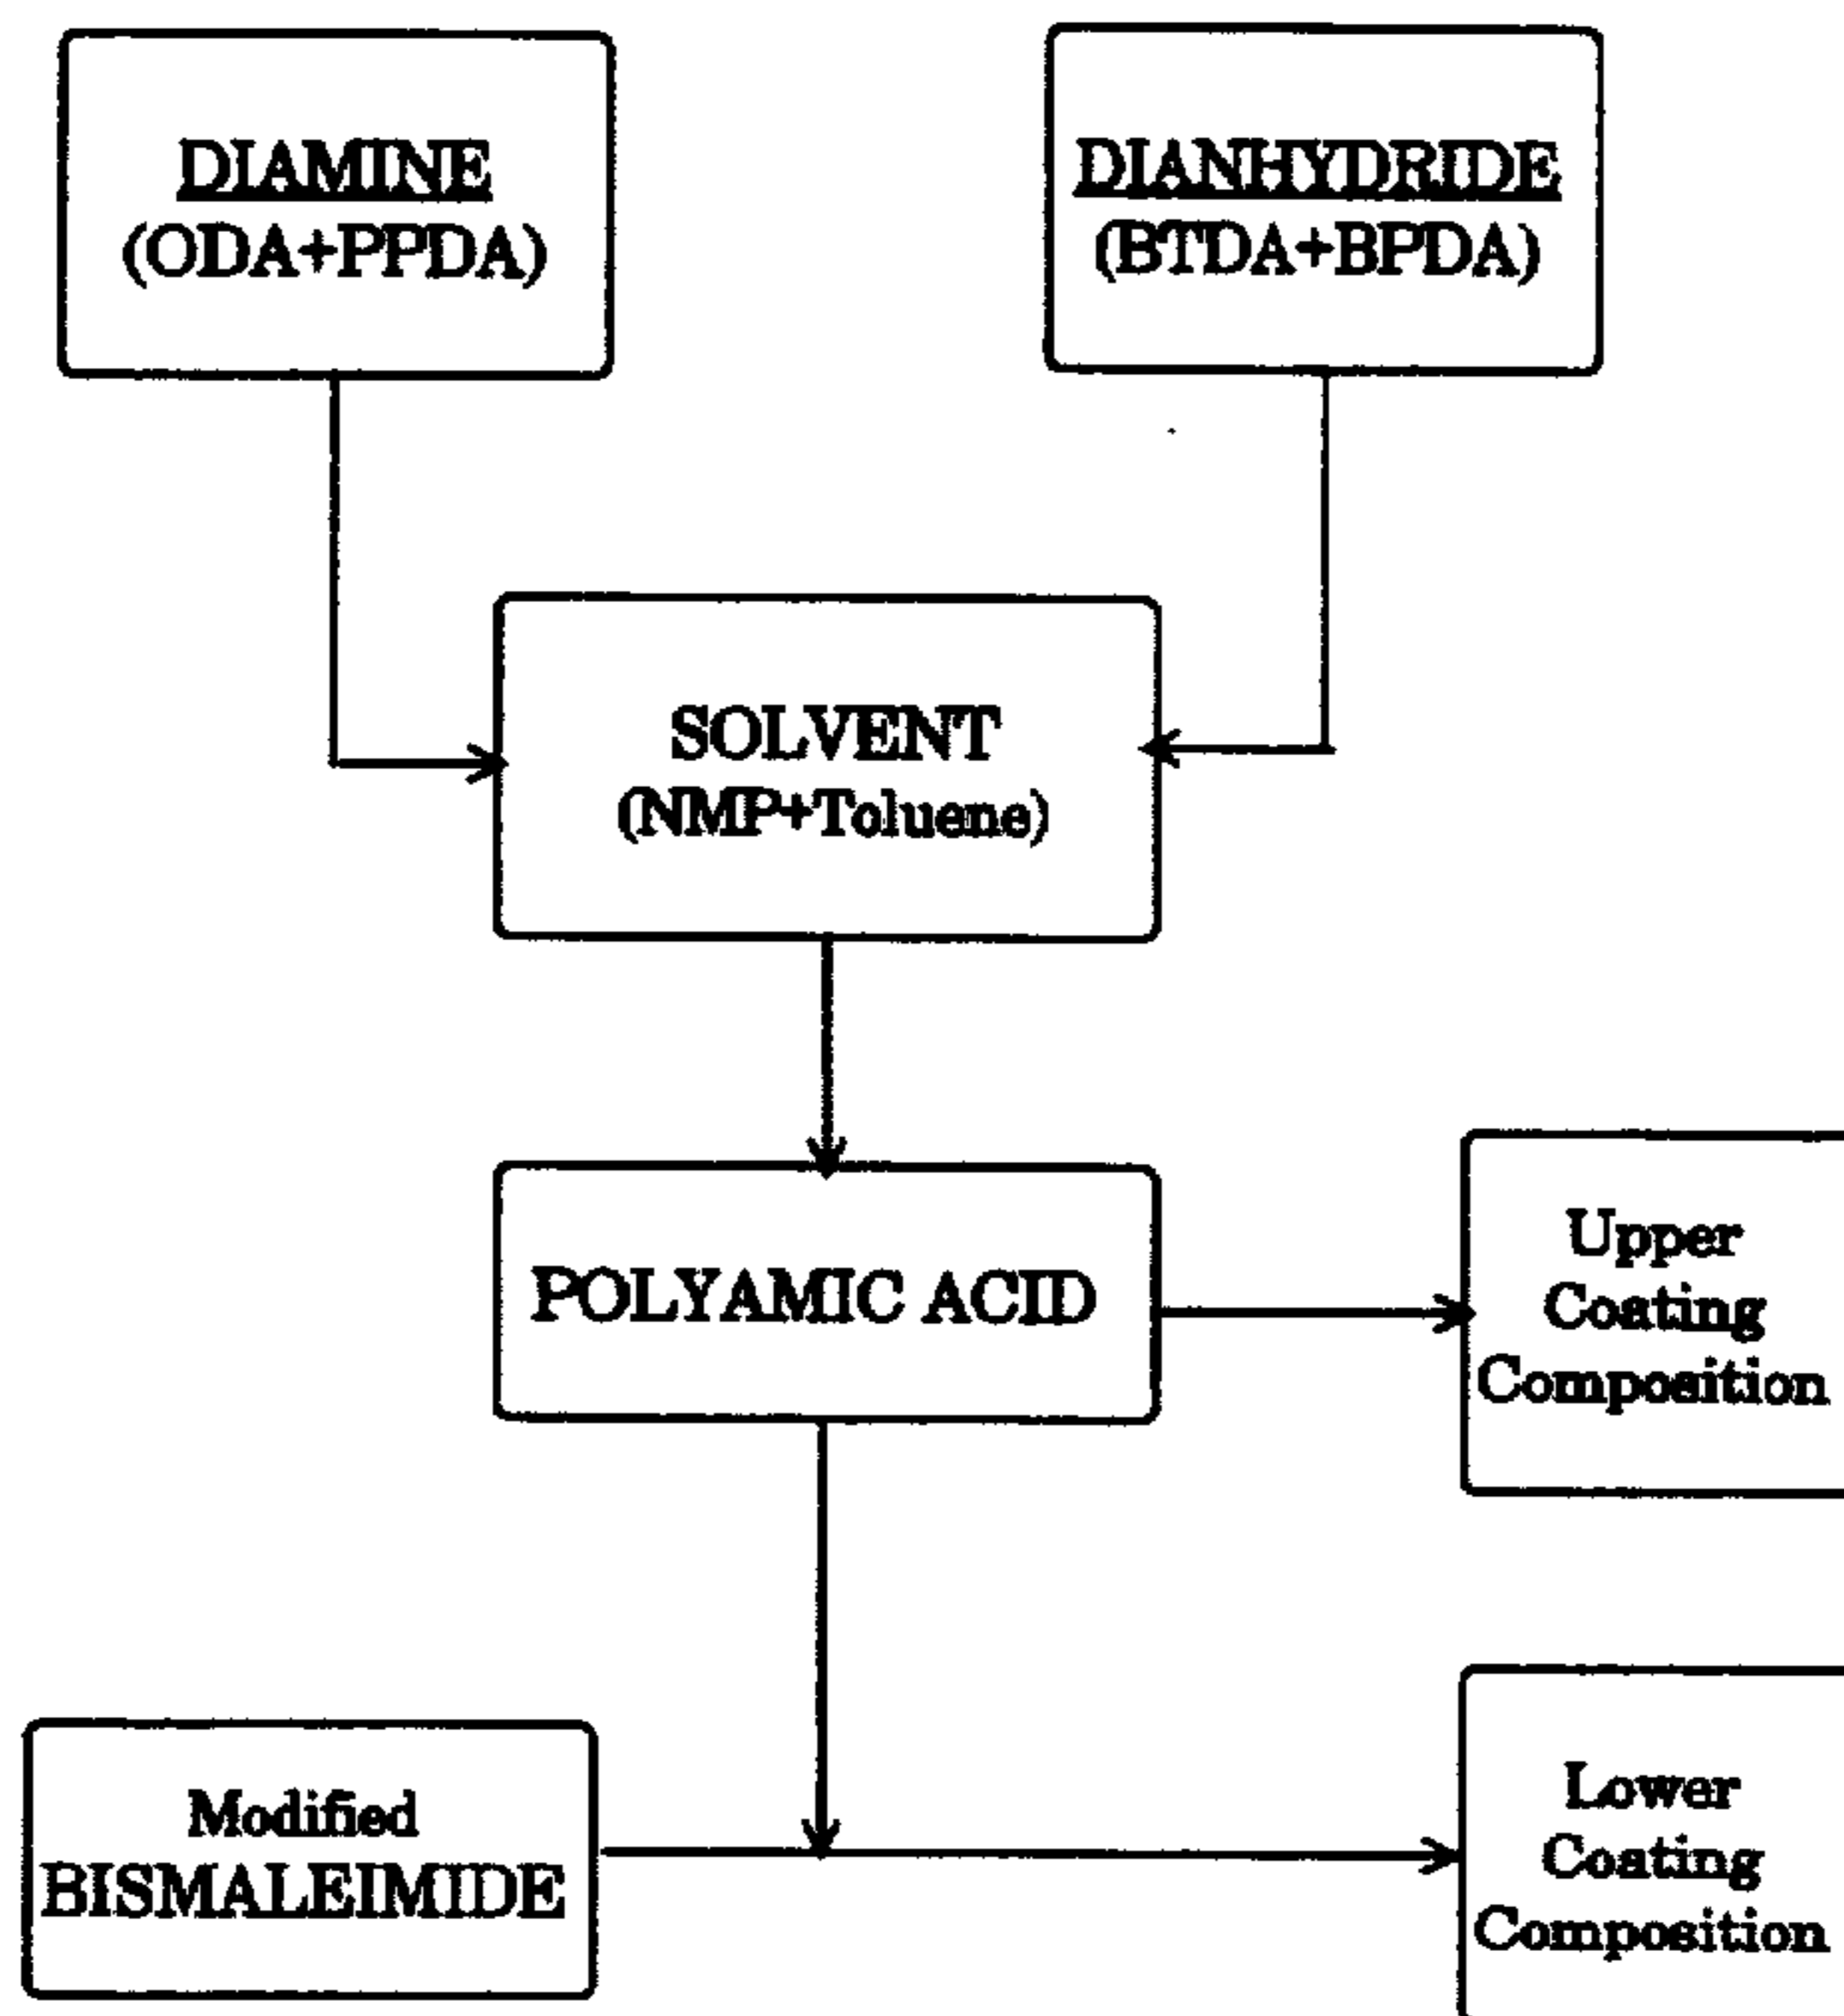 DIAMINE
(ODA+PPDA)
DIANHYDRIDE
(BTDA+BPDA)
SOLVENT
(NMP+Toluene)
POLYAMIC ACID
Upper
Coating
Composition
Modified
BISMALEIMIDE
Lower
Coating
Composition